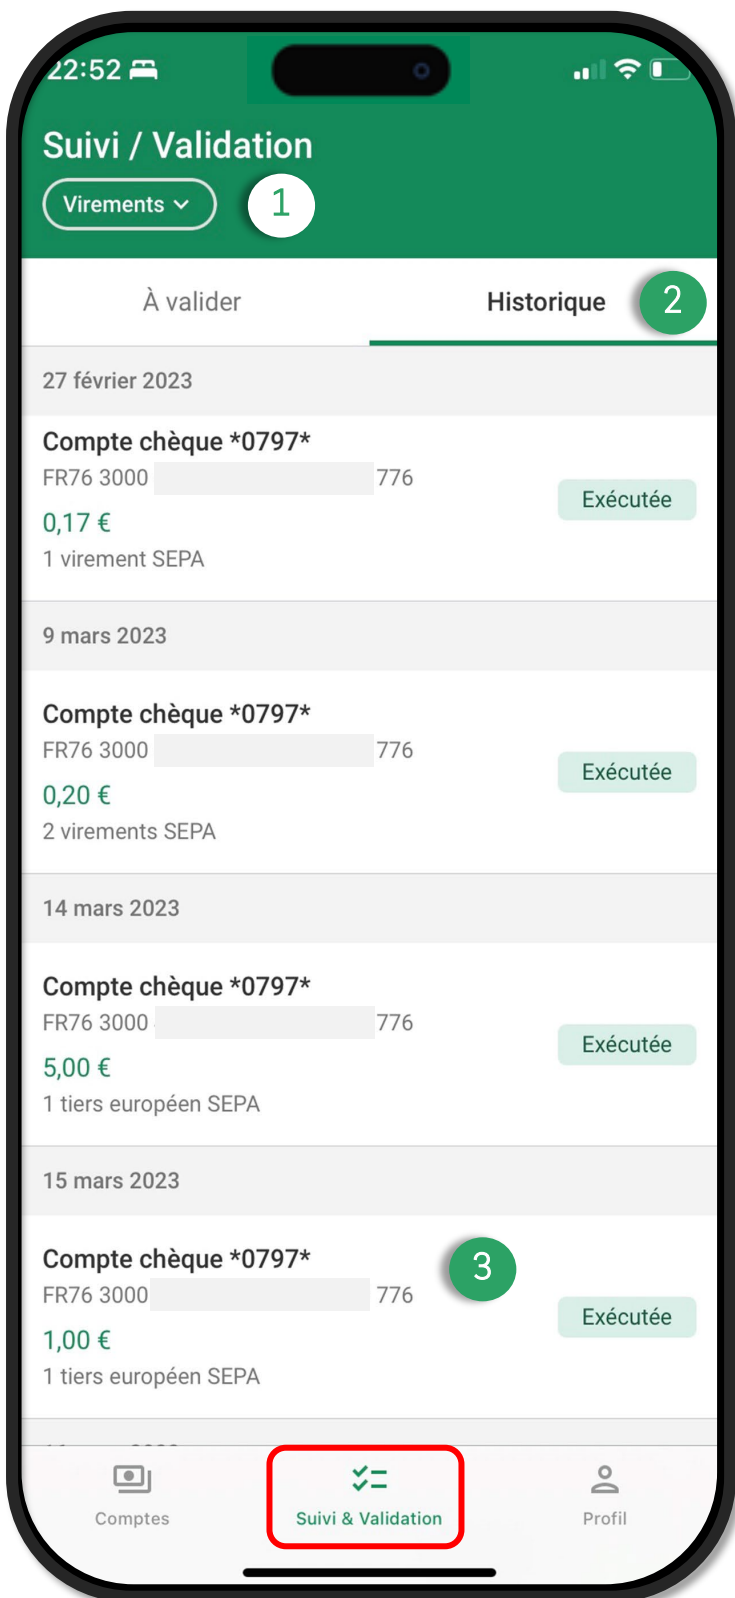 22:52
Suivi / Validation
Virements
1
À valider
Historique
2
27 février 2023
Compte chèque *0797*
FR76 3000 776
0,17 €
Exécutée
1 virement SEPA
9 mars 2023
Compte chèque *0797*
FR76 3000 776
0,20 €
Exécutée
2 virements SEPA
14 mars 2023
Compte chèque *0797*
FR76 3000 776
5,00 €
Exécutée
1 tiers européen SEPA
15 mars 2023
Compte chèque *0797*
3
FR76 3000 776
1,00 €
Exécutée
1 tiers européen SEPA
Comptes
Suivi & Validation
Profil